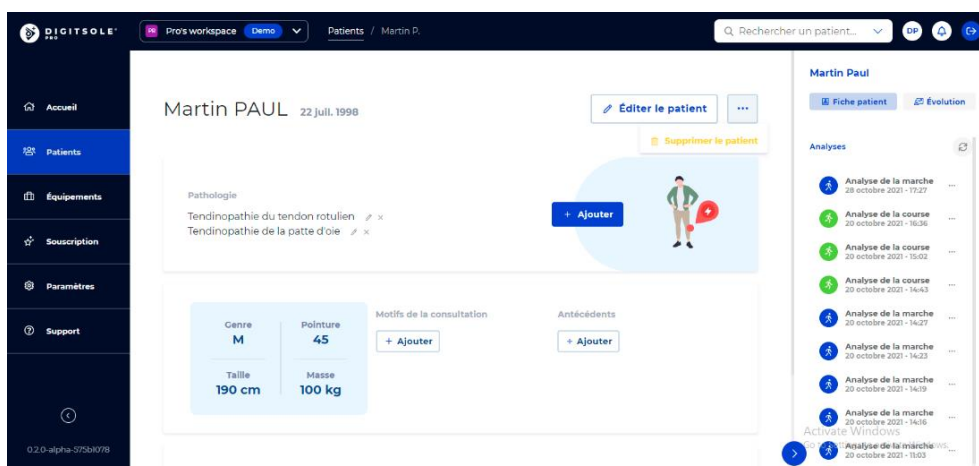 DIGITSOLE
PRO
PB Pro's workspace Demo
Patients / Martin P.
Rechercher un patient...
DP
Accueil
Patients
Équipements
Souscription
Paramètres
Support
0.2.0-alpha-575b1078
Martin PAUL 22 juil. 1998
Éditer le patient
...
Supprimer le patient
Pathologie
Tendinopathie du tendon rotulien
Tendinopathie de la patte d'oie
+ Ajouter
Genre
M
Pointure
45
Taille
190 cm
Masse
100 kg
Motifs de la consultation
+ Ajouter
Antécédents
+ Ajouter
Martin Paul
Fiche patient
Évolution
Analyses
Analyse de la marche
28 octobre 2021 - 17:27
Analyse de la course
20 octobre 2021 - 16:36
Analyse de la course
20 octobre 2021 - 15:02
Analyse de la course
20 octobre 2021 - 14:43
Analyse de la marche
20 octobre 2021 - 14:27
Analyse de la marche
20 octobre 2021 - 14:23
Analyse de la marche
20 octobre 2021 - 14:19
Analyse de la marche
20 octobre 2021 - 14:16
Activate Windows
Analyse de la marche
20 octobre 2021 - 11:03